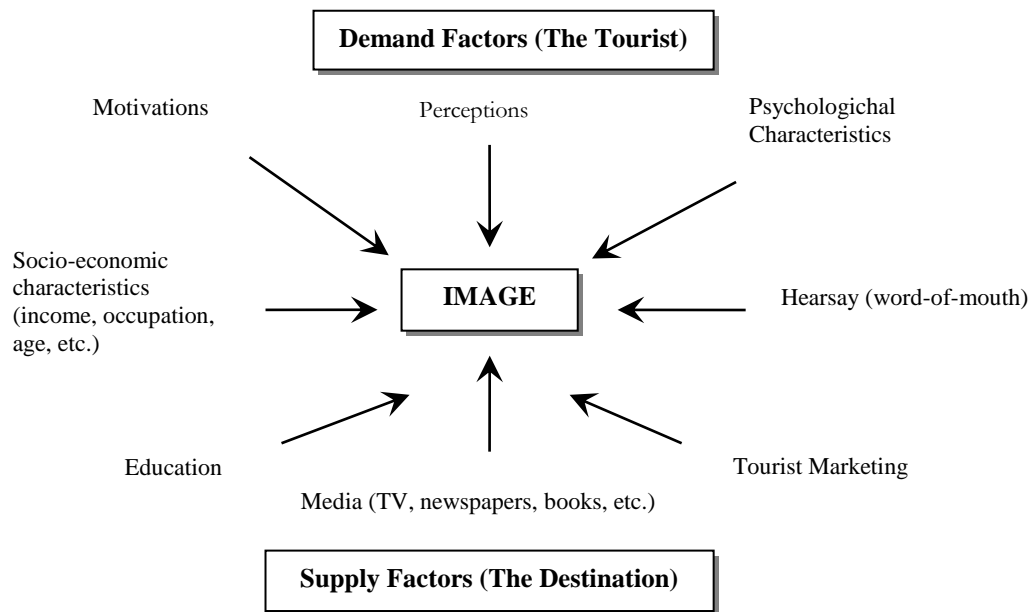 Demand Factors (The Tourist)
Motivations
Perceptions
Psychologichal
Characteristics
Socio-economic
characteristics
(income, occupation,
age, etc.)
IMAGE
Hearsay (word-of-mouth)
Education
Tourist Marketing
Media (TV, newspapers, books, etc.)
Supply Factors (The Destination)